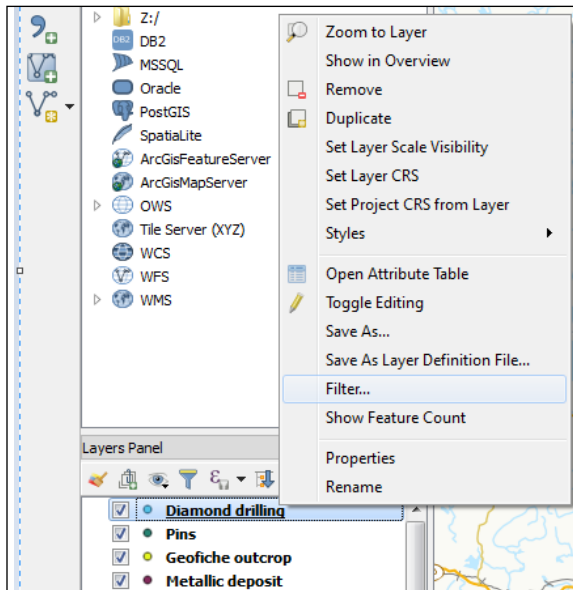 Z:/
DB2
DB2
MSSQL
Oracle
PostGIS
SpatiaLite
ArcGisFeatureServer
ArcGisMapServer
OWS
Tile Server (XYZ)
WCS
WFS
WMS
Zoom to Layer
Show in Overview
Remove
Duplicate
Set Layer Scale Visibility
Set Layer CRS
Set Project CRS from Layer
Styles
Open Attribute Table
Toggle Editing
Save As...
Save As Layer Definition File...
Filter...
Show Feature Count
Properties
Rename
Layers Panel
ε
Diamond drilling
Pins
Geofiche outcrop
Metallic deposit